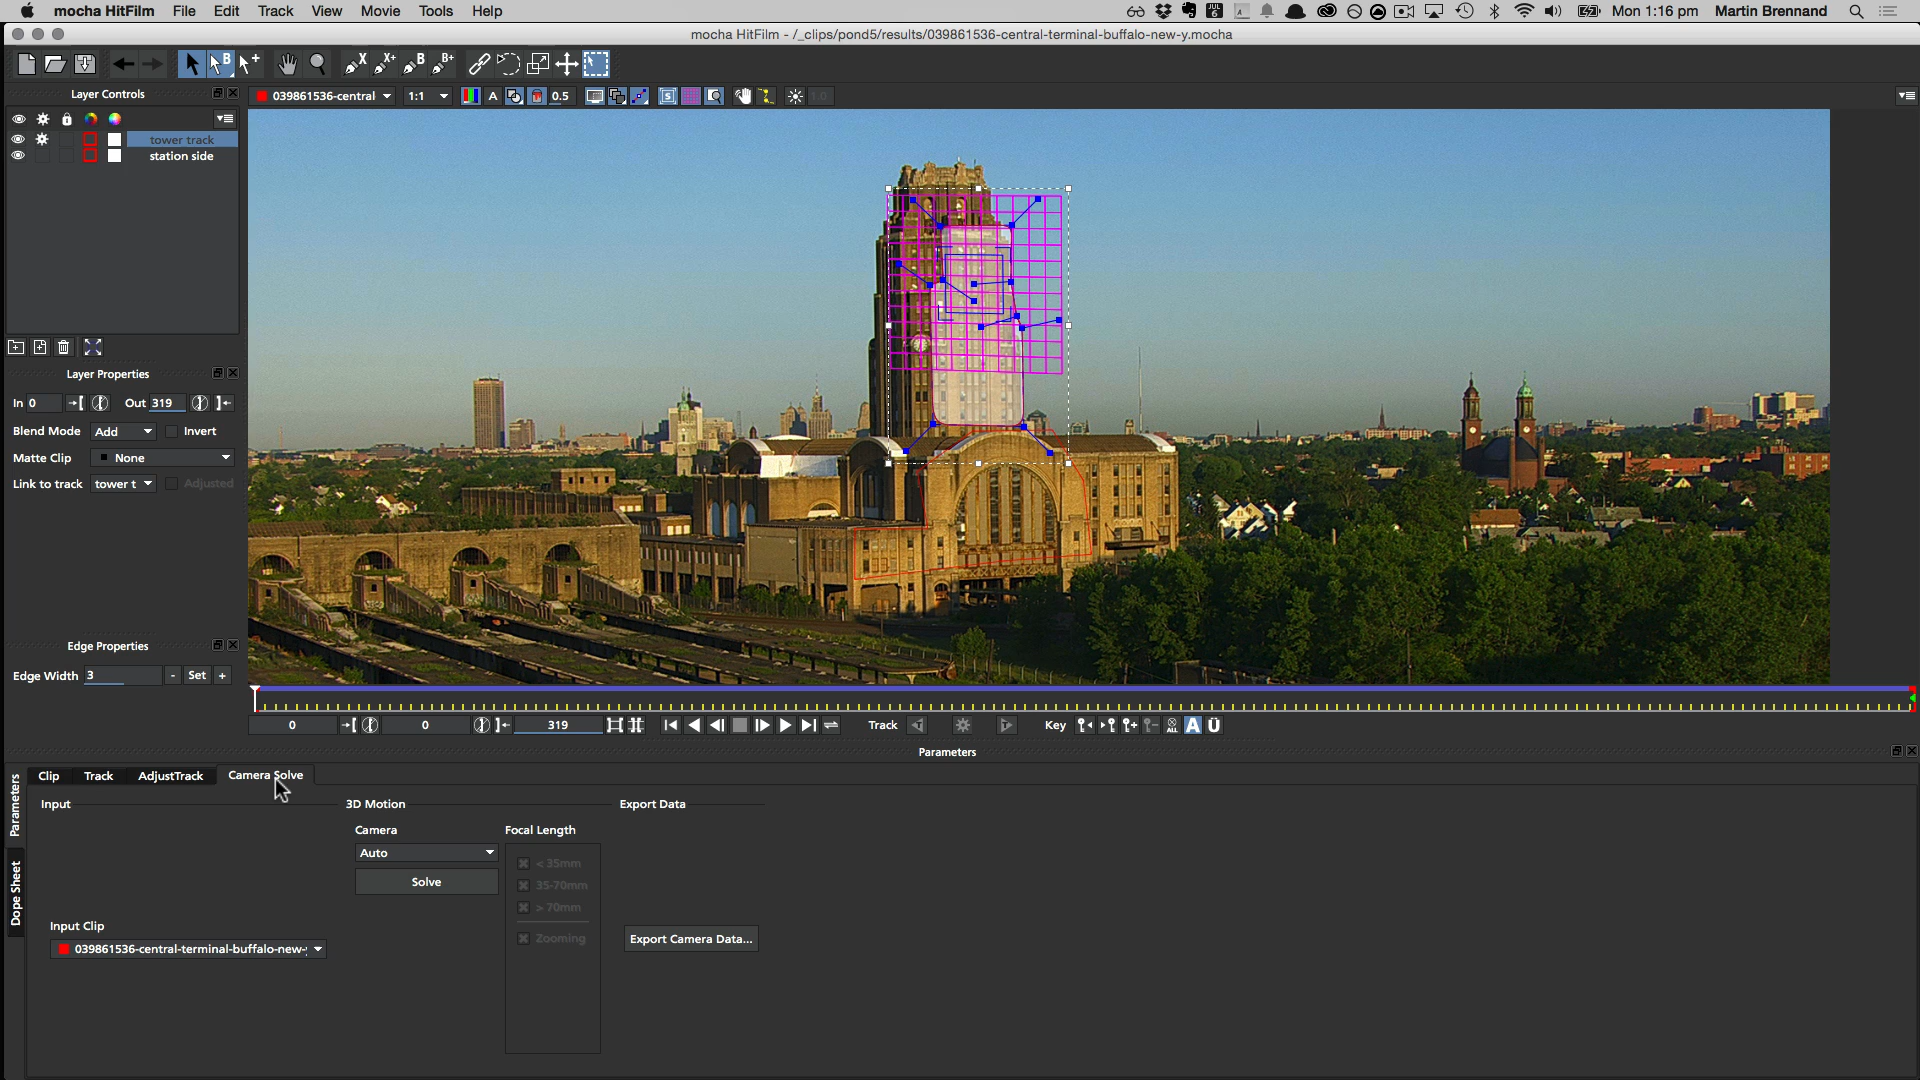 mocha HitFilm File Edit Track View Movie Tools Help
JUL 6 Mon 1:16 pm Martin Brennand
mocha HitFilm - /_clips/pond5/results/039861536-central-terminal-buffalo-new-y.mocha
Layer Controls
039861536-central 1:1 A 0.5 1.0
tower track
station side
Layer Properties
In 0 Out 319
Blend Mode Add Invert
Matte Clip None
Link to track tower t Adjusted
Edge Properties
Edge Width 3 - Set +
0 0 319 Track Key ALL A Ü
Parameters
Clip Track AdjustTrack Camera Solve
Parameters
Dope Sheet
Input 3D Motion Export Data
Camera Focal Length
Auto
< 35mm
Solve
35-70mm
> 70mm
Input Clip
Zooming
Export Camera Data...
039861536-central-terminal-buffalo-new-